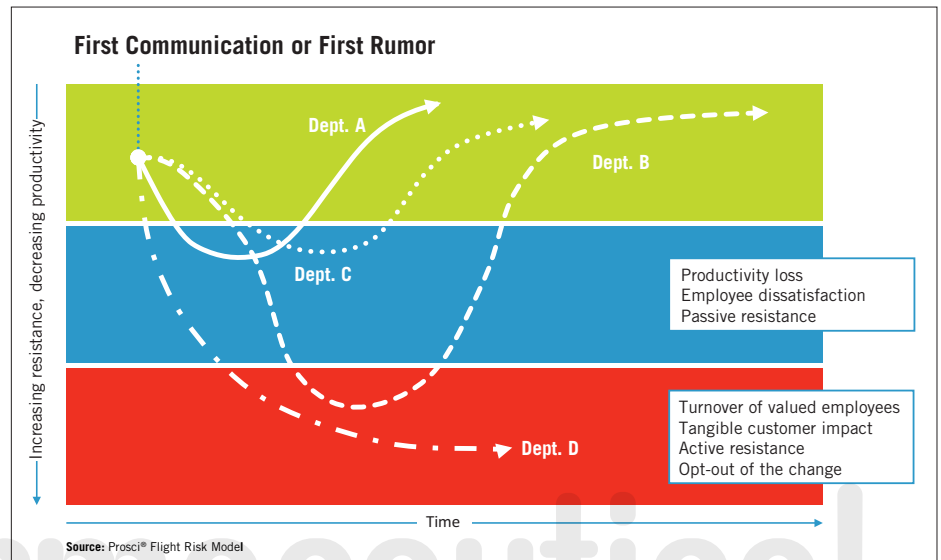 First Communication or First Rumor
Increasing resistance, decreasing productivity
Dept. A
Dept. B
Dept. C
Productivity loss
Employee dissatisfaction
Passive resistance
Turnover of valued employees
Tangible customer impact
Active resistance
Opt-out of the change
Dept. D
Time
Source: Prosci® Flight Risk Model